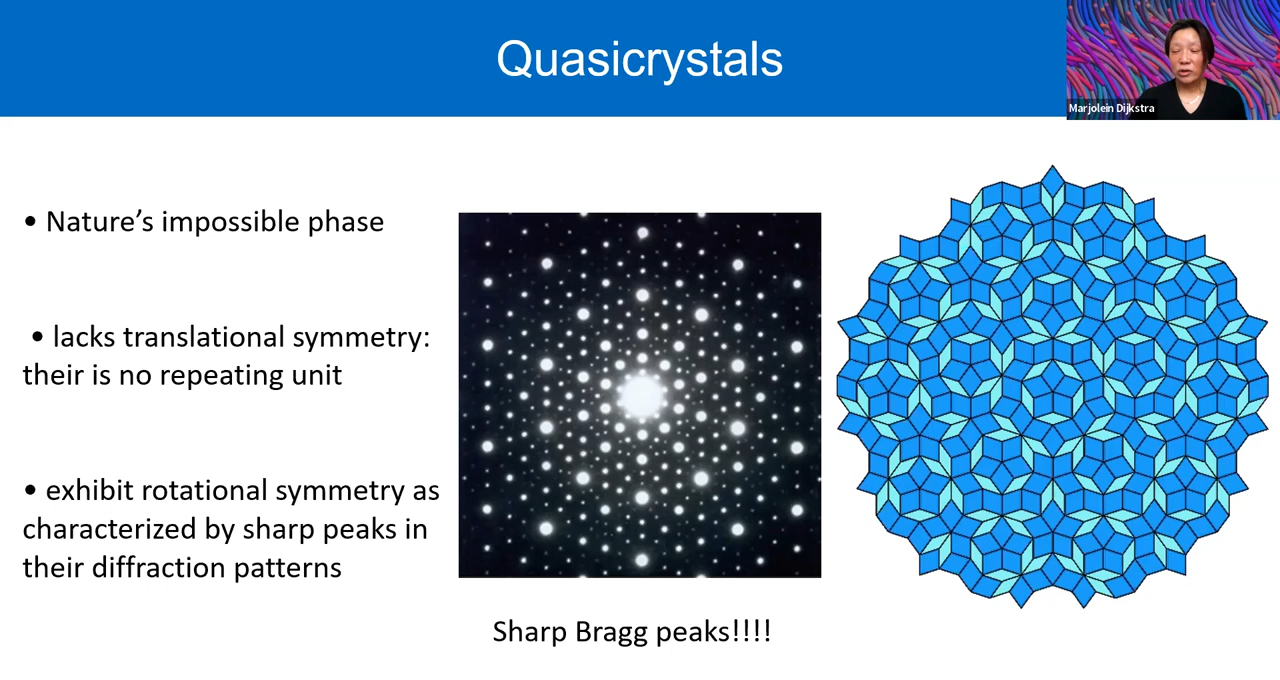 Quasicrystals
Marjolein Dijkstra
• Nature’s impossible phase
• lacks translational symmetry:
their is no repeating unit
• exhibit rotational symmetry as
characterized by sharp peaks in
their diffraction patterns
Sharp Bragg peaks!!!!